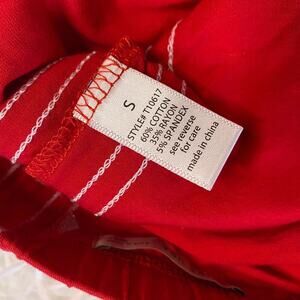 S
STYLE# T10617
60% COTTON
35% RAYON
5% SPANDEX
see reverse
for care
made in china